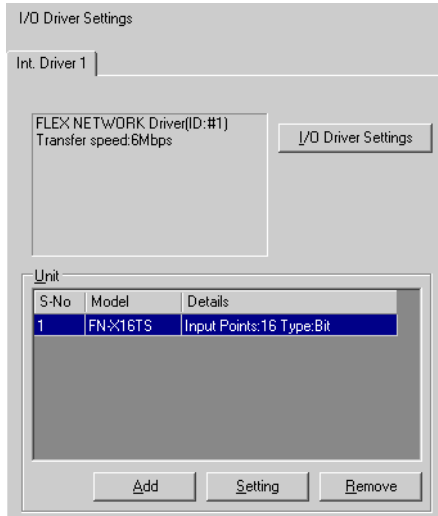 I/O Driver Settings
Int. Driver 1
FLEX NETWORK Driver(ID:#1)
Transfer speed:6Mbps
I/O Driver Settings
Unit
S-No Model Details
1 FN-X16TS Input Points:16 Type:Bit
Add Setting Remove